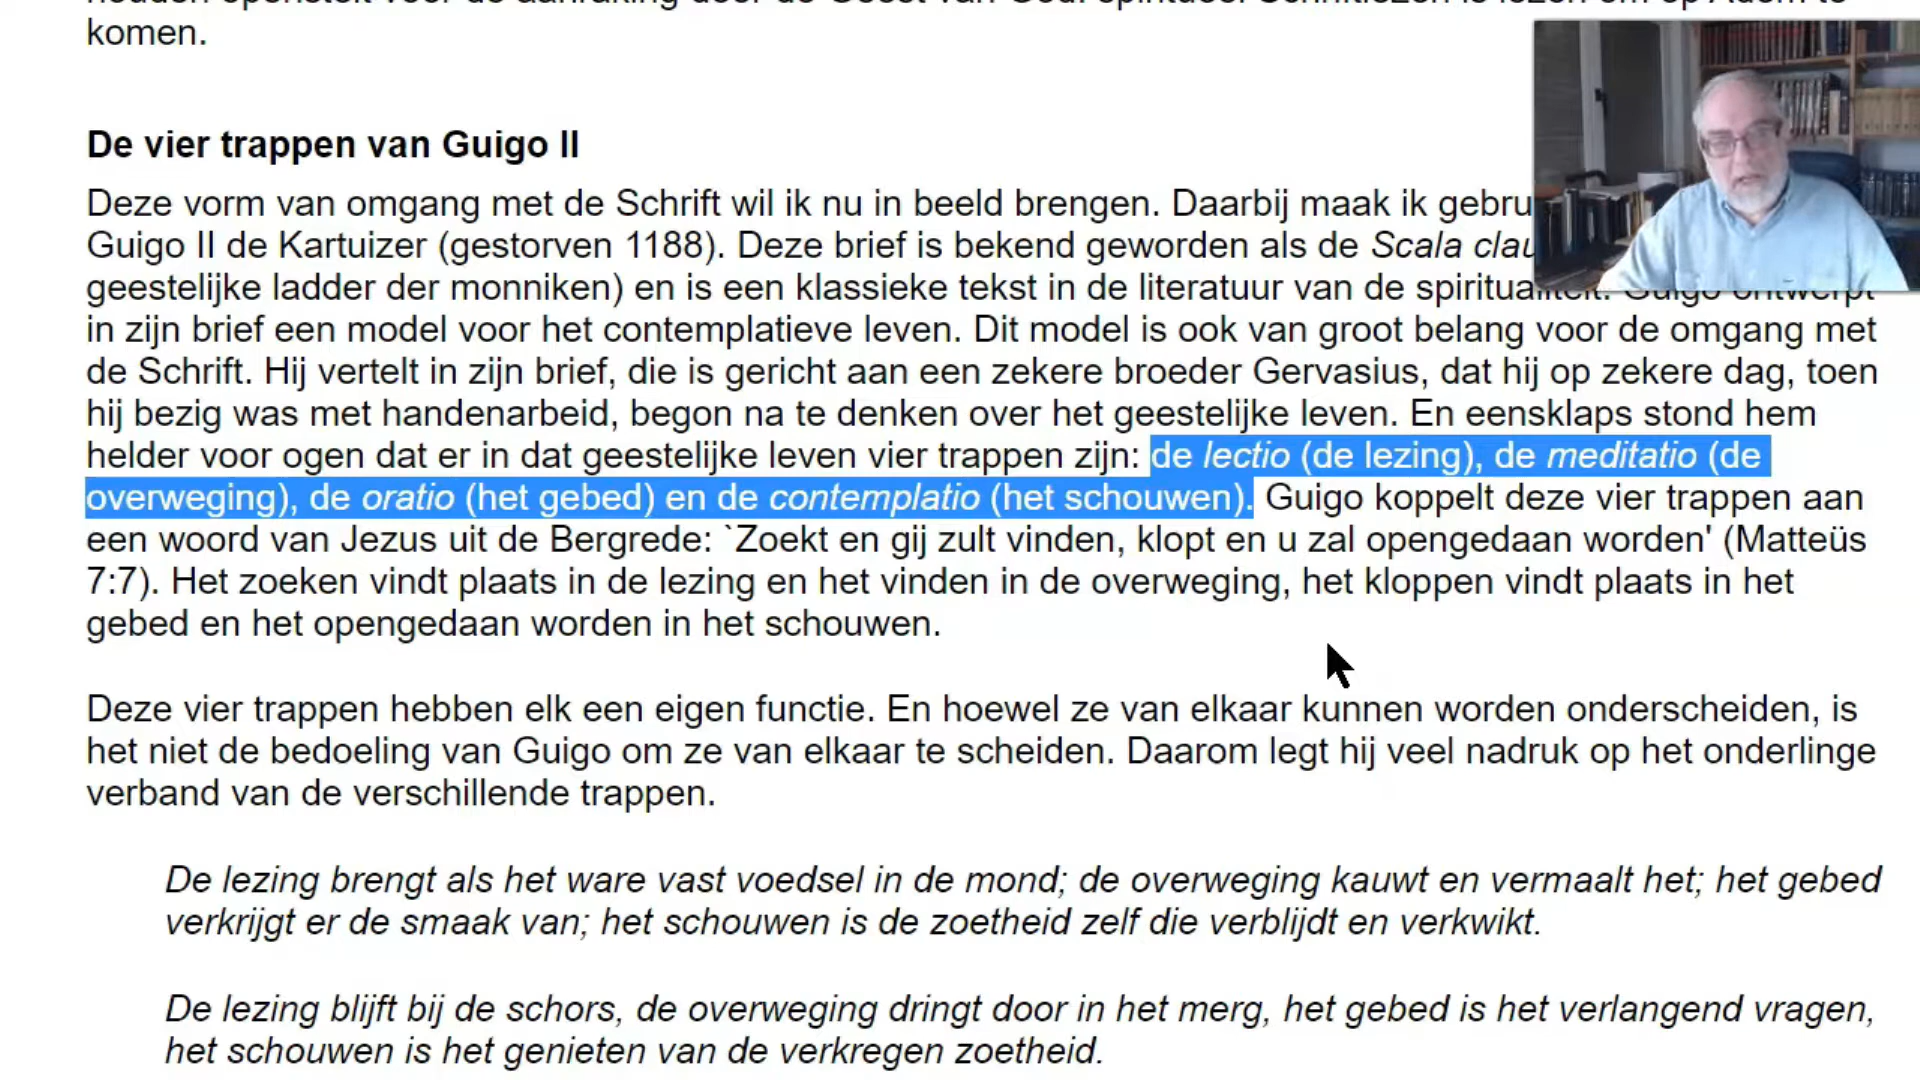 komen.
De vier trappen van Guigo II
Deze vorm van omgang met de Schrift wil ik nu in beeld brengen. Daarbij maak ik
Guigo II de Kartuizer (gestorven 1188). Deze brief is bekend geworden als de Scala
geestelijke ladder der monniken) en is een klassieke tekst in de literatuur van de spiritualiteit. Guigo ontwerpt
in zijn brief een model voor het contemplatieve leven. Dit model is ook van groot belang voor de omgang met
de Schrift. Hij vertelt in zijn brief, die is gericht aan een zekere broeder Gervasius, dat hij op zekere dag, toen
hij bezig was met handenarbeid, begon na te denken over het geestelijke leven. En eensklaps stond hem
helder voor ogen dat er in dat geestelijke leven vier trappen zijn: de lectio (de lezing), de meditatio (de
overweging), de oratio (het gebed) en de contemplatio (het schouwen). Guigo koppelt deze vier trappen aan
een woord van Jezus uit de Bergrede: `Zoekt en gij zult vinden, klopt en u zal opengedaan worden' (Matteüs
7:7). Het zoeken vindt plaats in de lezing en het vinden in de overweging, het kloppen vindt plaats in het
gebed en het opengedaan worden in het schouwen.
Deze vier trappen hebben elk een eigen functie. En hoewel ze van elkaar kunnen worden onderscheiden, is
het niet de bedoeling van Guigo om ze van elkaar te scheiden. Daarom legt hij veel nadruk op het onderlinge
verband van de verschillende trappen.
De lezing brengt als het ware vast voedsel in de mond; de overweging kauwt en vermaalt het; het gebed
verkrijgt er de smaak van; het schouwen is de zoetheid zelf die verblijdt en verkwikt.
De lezing blijft bij de schors, de overweging dringt door in het merg, het gebed is het verlangend vragen,
het schouwen is het genieten van de verkregen zoetheid.